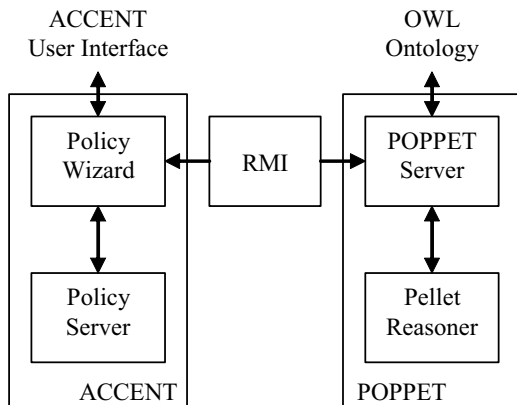 ACCENT
User Interface
OWL
Ontology
Policy
Wizard
RMI
POPPET
Server
Policy
Server
Pellet
Reasoner
ACCENT
POPPET